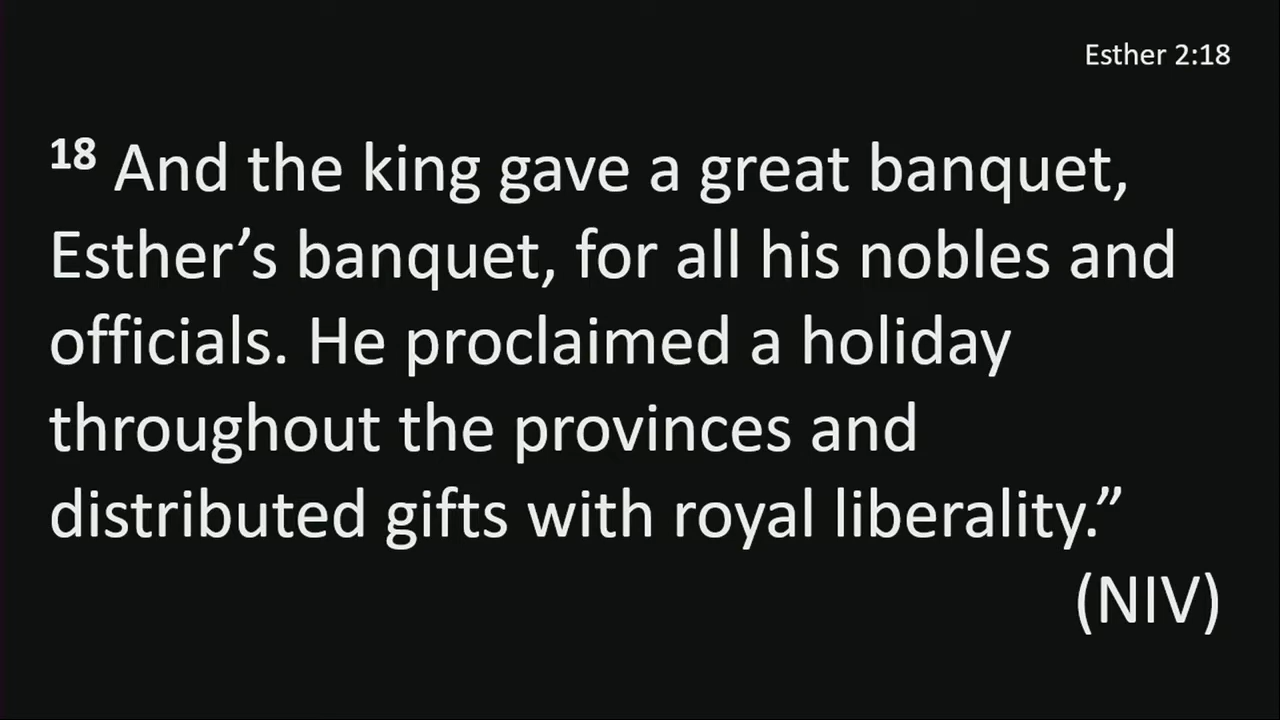 Esther 2:18
18 And the king gave a great banquet,
Esther’s banquet, for all his nobles and
officials. He proclaimed a holiday
throughout the provinces and
distributed gifts with royal liberality.”
(NIV)